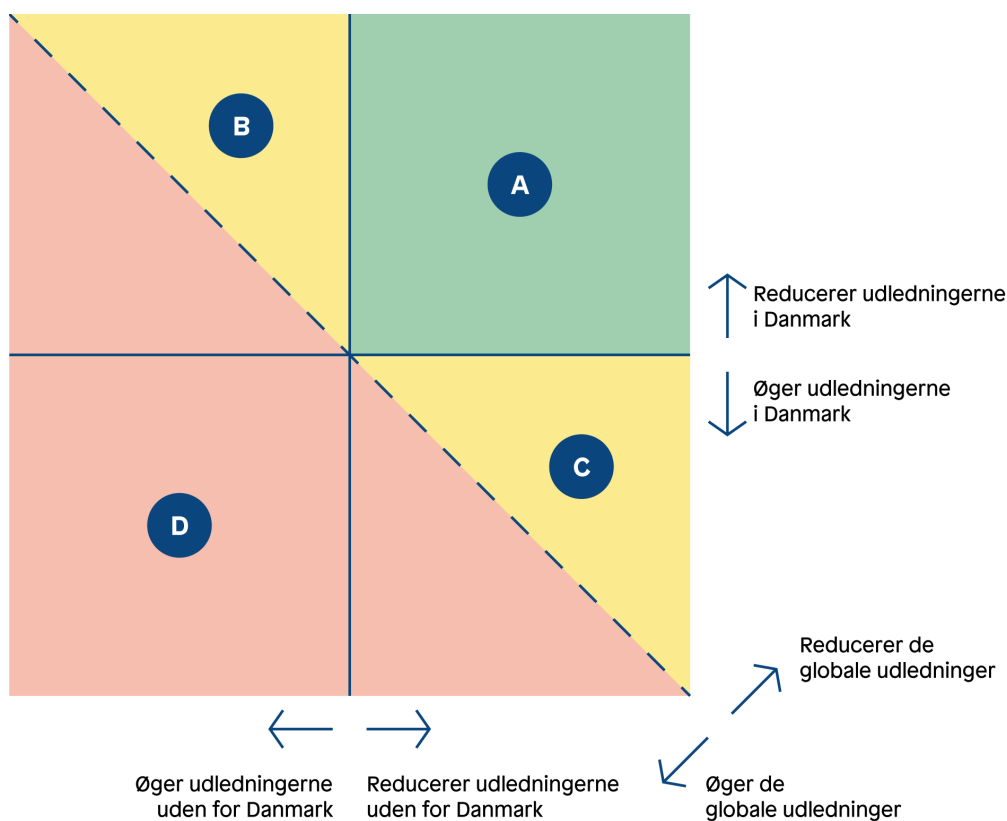 B
A
Reducerer udledningerne
i Danmark
Øger udledningerne
i Danmark
C
D
Reducerer de
globale udledninger
Øger udledningerne
uden for Danmark
Reducerer udledningerne
uden for Danmark
Øger de
globale udledninger